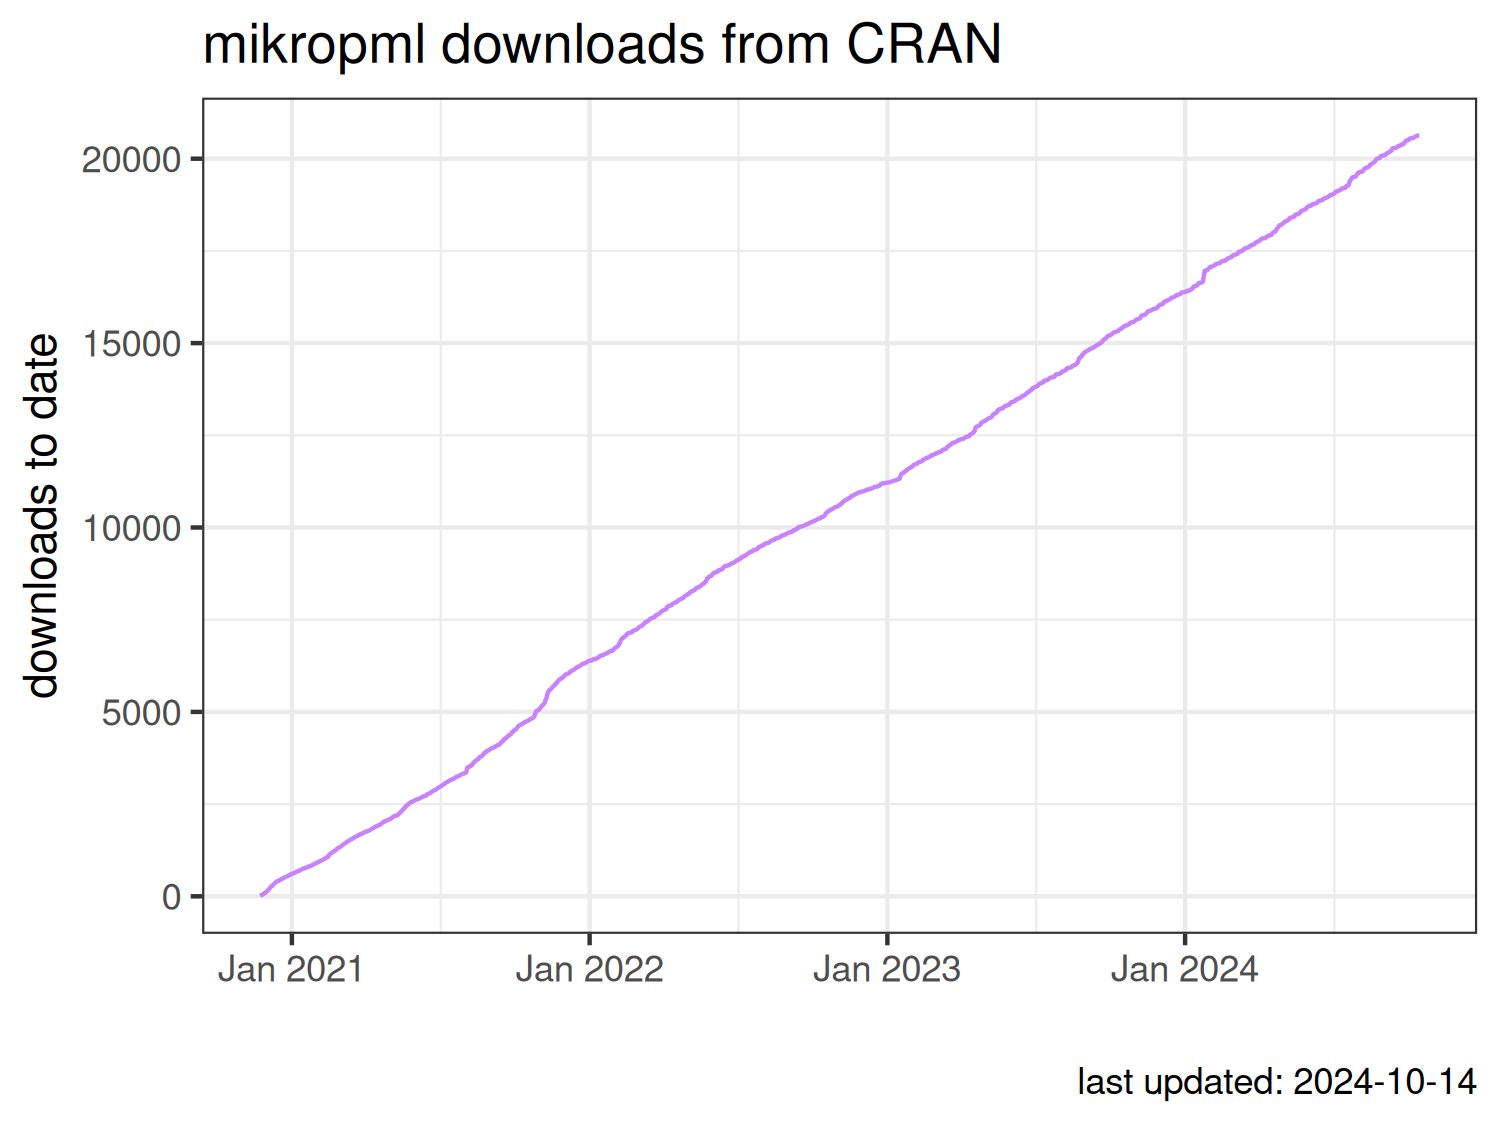 mikropml downloads from CRAN
downloads to date
20000
15000
10000
5000
0
Jan 2021 Jan 2022 Jan 2023 Jan 2024
last updated: 2024-10-14